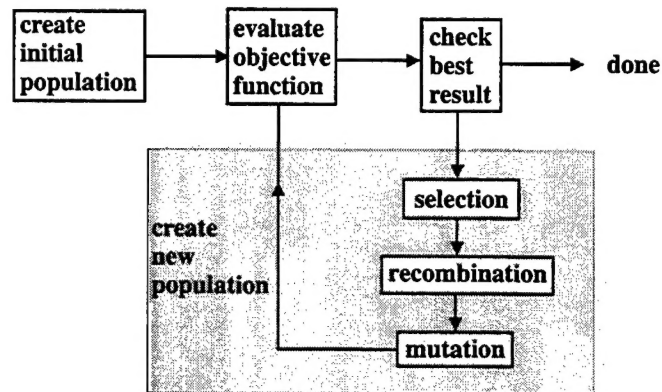 create
initial
population
evaluate
objective
function
check
best
result
done
selection
create
new
population
recombination
mutation